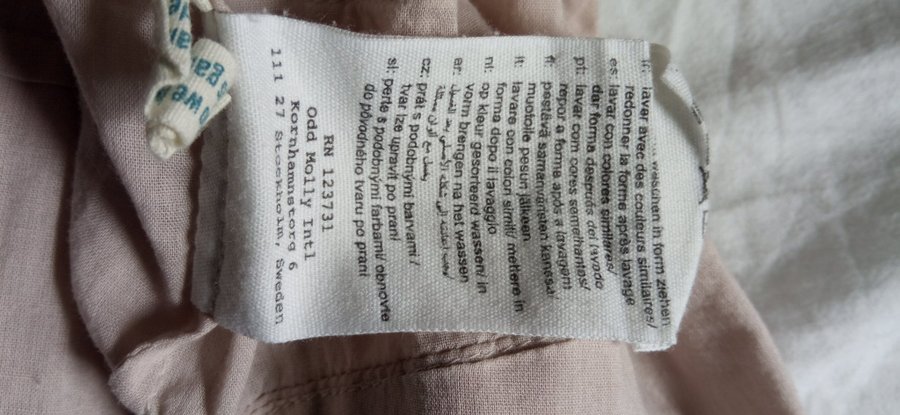 waschen in form ziehen
fr: laver avec des couleurs similaires/
redonner la forme après lavage
es: lavar con colores similares/
dar forma después del lavado
pt: lavar com cores semelhantas/
repor a forma após a lavagem
fi: pestävä samanväristen kanssa/
muotoile pesun jälkeen
it: lavare con colori simili/ mettere in
forma dopo il lavaggio
nl: op kleur gesorteerd wassen/ in
vorm brengen na het wassen
ar:
cz: prát s podobnými barvami /
tvar lze upravit po praní
sl: perte s podobnými farbami/ obnovte
do pôvodného tvaru po praní
RN 123731
Odd Molly Intl
Kornhamnstorg 6
111 27 Stockholm, Sweden